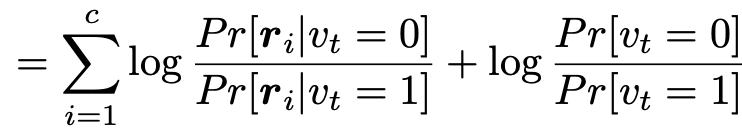 = \sum_{i=1}^{c} \log \frac{Pr[\boldsymbol{r}_i|v_t = 0]}{Pr[\boldsymbol{r}_i|v_t = 1]} + \log \frac{Pr[v_t = 0]}{Pr[v_t = 1]}